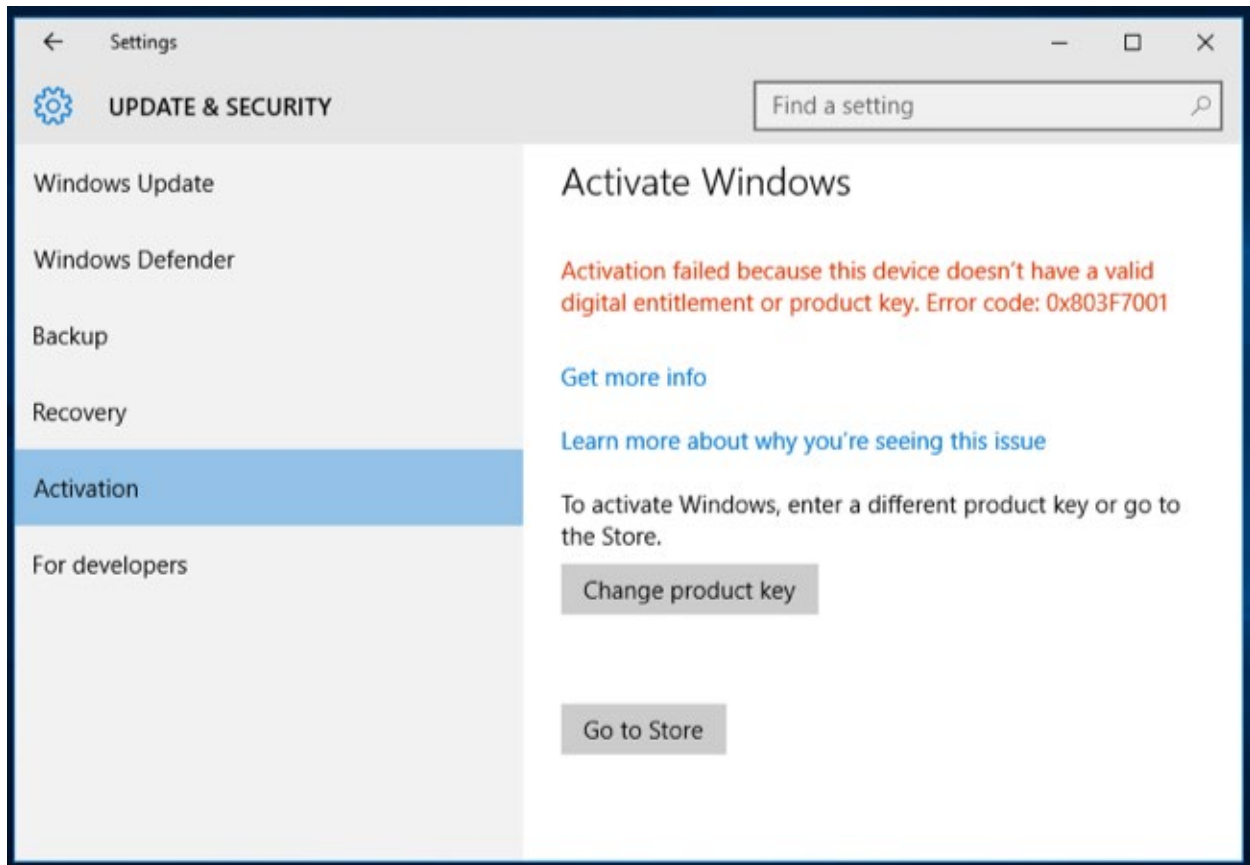 Settings
UPDATE & SECURITY
Find a setting
Windows Update
Windows Defender
Backup
Recovery
Activation
For developers
Activate Windows
Activation failed because this device doesn’t have a valid
digital entitlement or product key. Error code: 0x803F7001
Get more info
Learn more about why you’re seeing this issue
To activate Windows, enter a different product key or go to
the Store.
Change product key
Go to Store